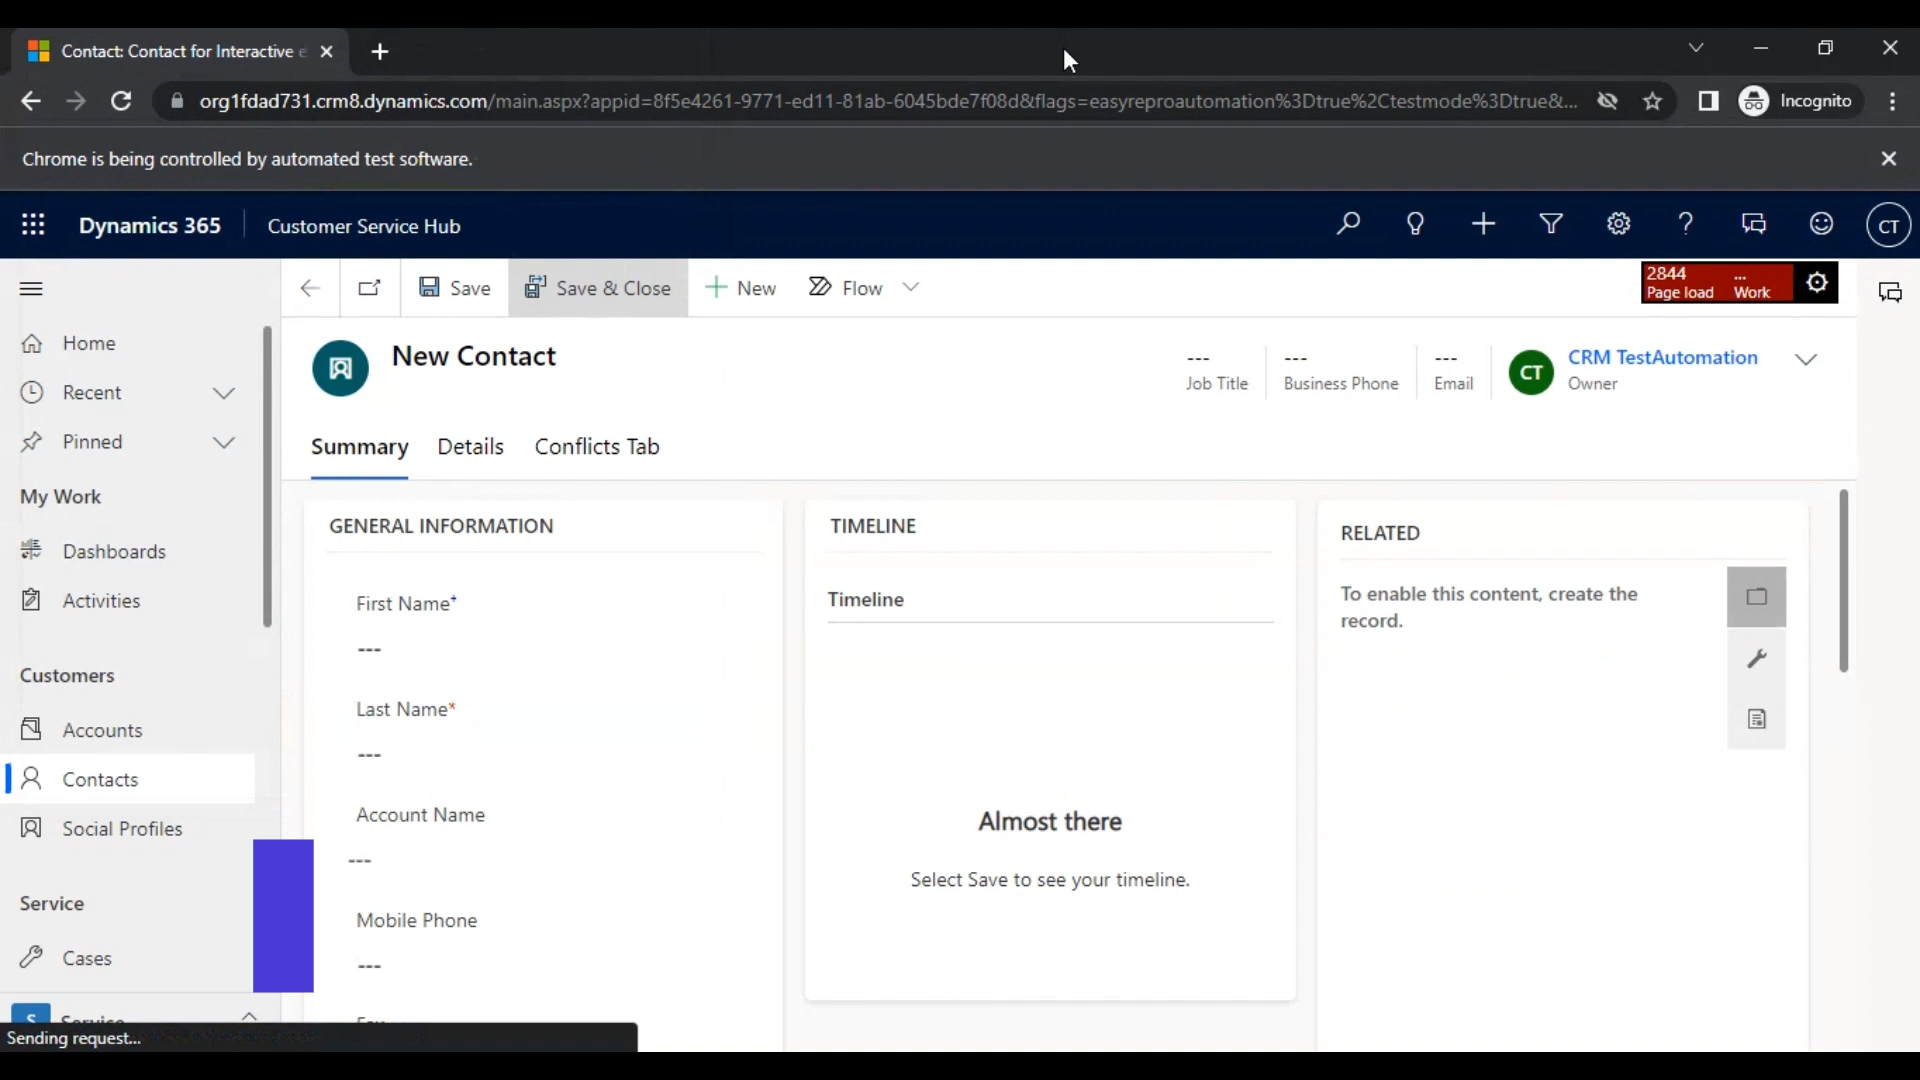 Contact: Contact for Interactive e
org1fdad731.crm8.dynamics.com/main.aspx?appid=8f5e4261-9771-ed11-81ab-6045bde7f08d&flags=easyreproautomation%3Dtrue%2Ctestmode%3Dtrue&...
Incognito
Chrome is being controlled by automated test software.
Dynamics 365
Customer Service Hub
CT
Save
Save & Close
New
Flow
2844
...
Page load
Work
Home
Recent
Pinned
My Work
Dashboards
Activities
Customers
Accounts
Contacts
Social Profiles
Service
Cases
S
Service
Sending request...
New Contact
---
Job Title
---
Business Phone
---
Email
CT
CRM TestAutomation
Owner
Summary
Details
Conflicts Tab
GENERAL INFORMATION
First Name+
---
Last Name*
---
Account Name
---
Mobile Phone
---
TIMELINE
Timeline
Almost there
Select Save to see your timeline.
RELATED
To enable this content, create the
record.